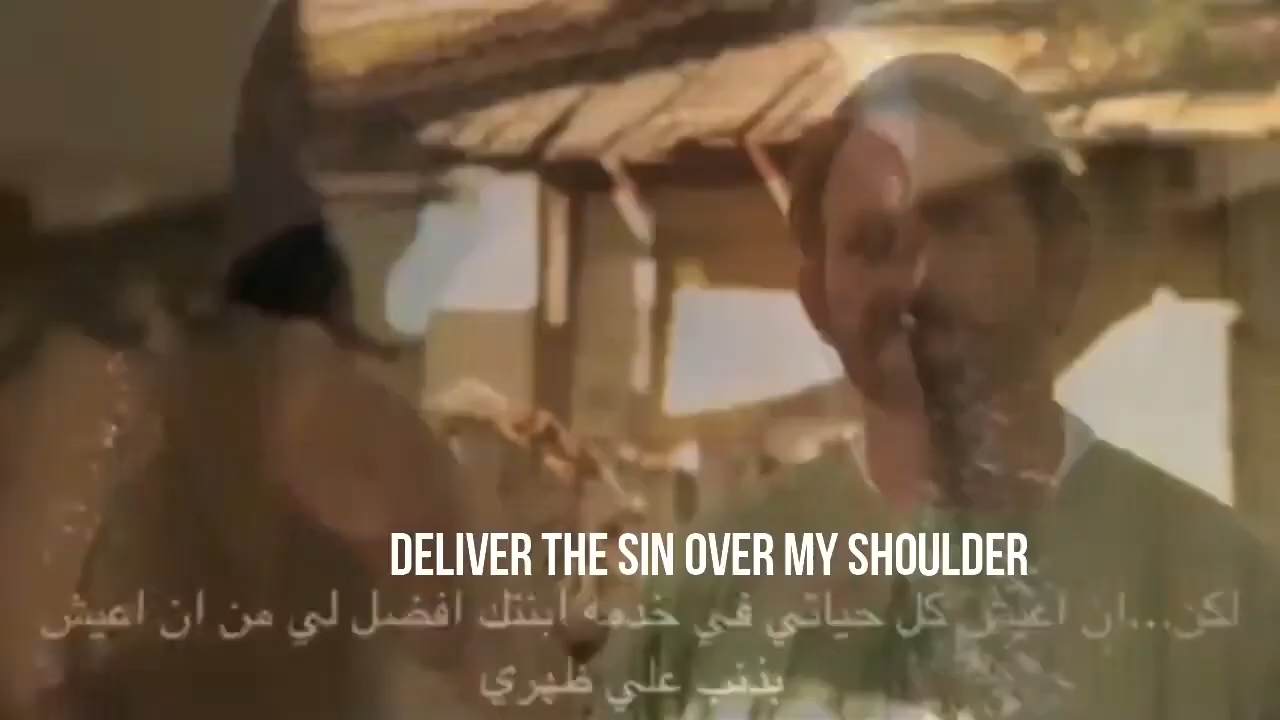 DELIVER THE SIN OVER MY SHOULDER
لكن...ان اعيش كل حياتي في خدمه ابنتك افضل لي من ان اعيش
بذنب علي ظهري